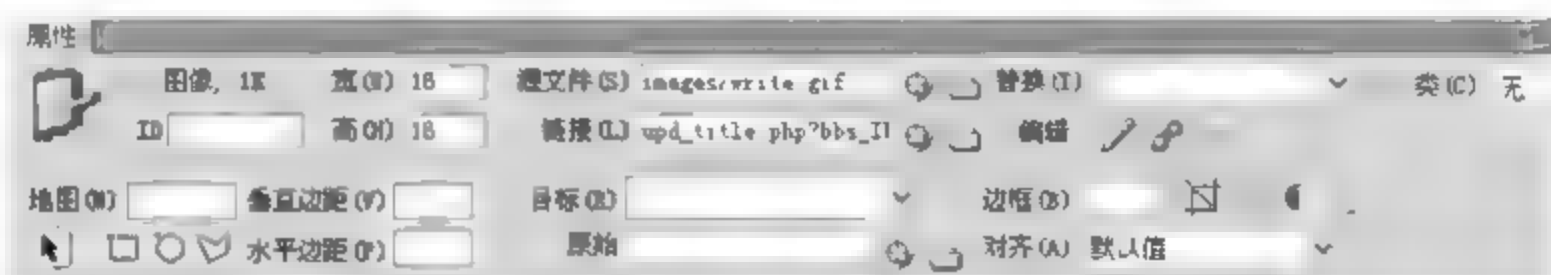 属性
图像, 1K 宽(W) 16 源文件(S) images/write.gif 替换(T) 类(C) 无
ID 高(H) 16 链接(L) upd_title.php?bbs_I 编辑
地图(M) 垂直边距(V) 目标(R) 边框(B)
水平边距(P) 原始 对齐(A) 默认值